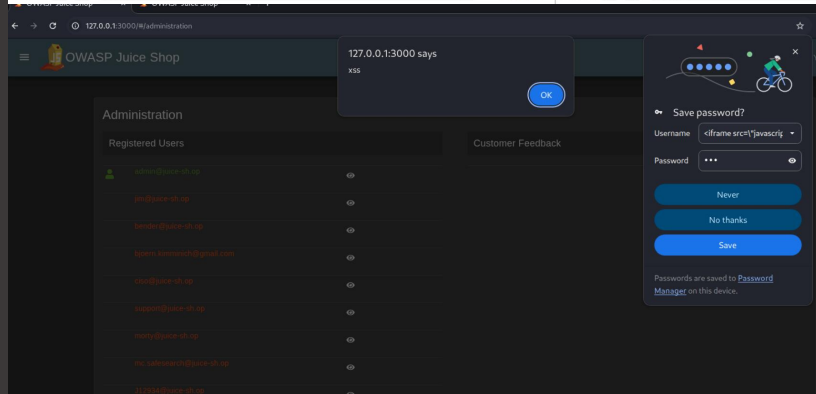 OWASP Juice Shop
OWASP Juice Shop
127.0.0.1:3000/#/administration
OWASP Juice Shop
127.0.0.1:3000 says
xss
OK
Administration
Registered Users
Customer Feedback
admin@juice-sh.op
jim@juice-sh.op
bender@juice-sh.op
bjoern.kimminich@gmail.com
ciso@juice-sh.op
support@juice-sh.op
morty@juice-sh.op
mc.safesearch@juice-sh.op
J12934@juice-sh.op
Save password?
Username
<iframe src=\"javascrip
Password
•••
Never
No thanks
Save
Passwords are saved to Password
Manager on this device.